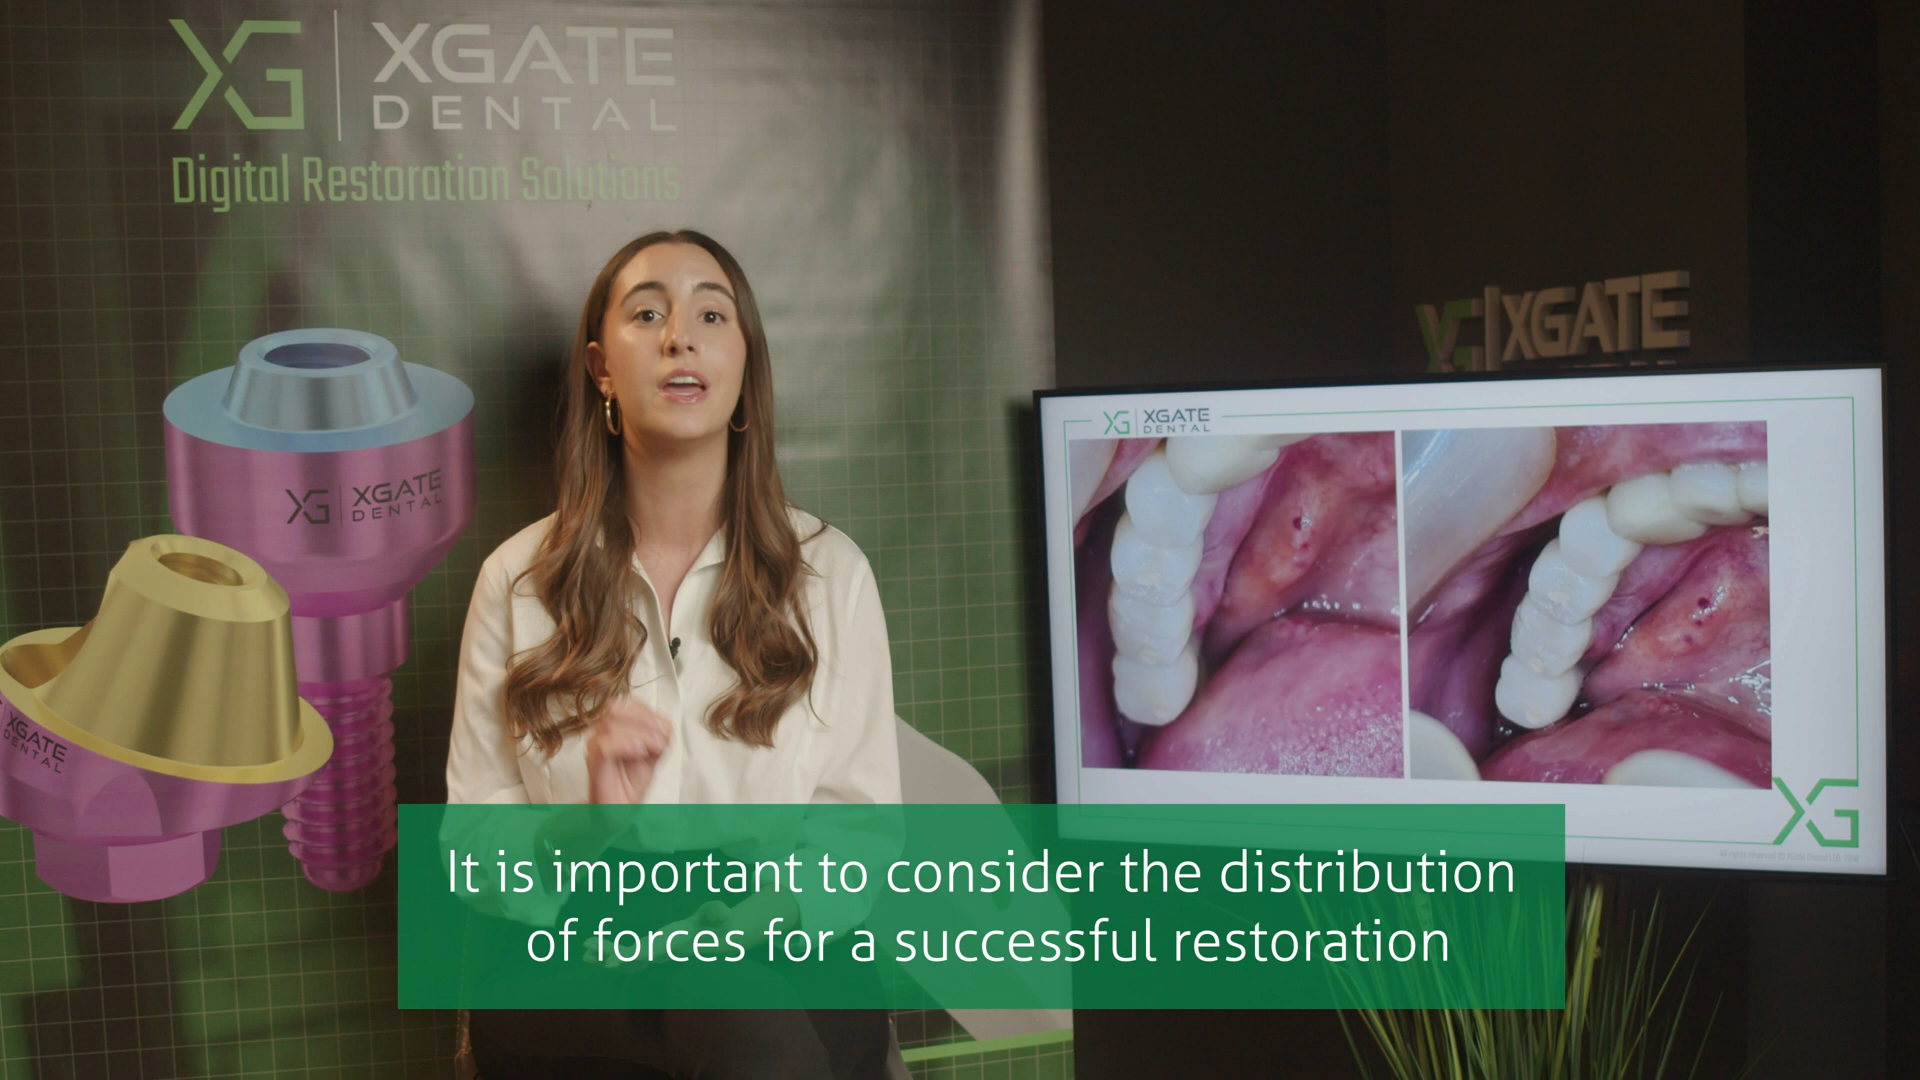 XG XGATE
DENTAL
Digital Restoration Solutions
XG XGATE
DENTAL
XGATE
DENTAL
XG XGATE
XG XGATE
DENTAL
XG
It is important to consider the distribution
of forces for a successful restoration